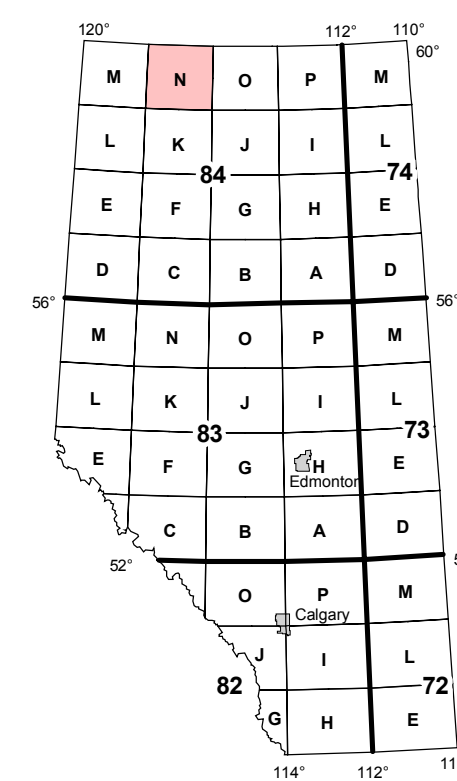 120° 112° 110°
60°
M N O P M
L K J I L
84 74
E F G H E
D C B A D
56° 56°
M N O P M
L K J I L
83 73
E F G H E
Edmonton
C B A D
52°
O P M
Calgary
J I L
82 72
G H E
114° 112°